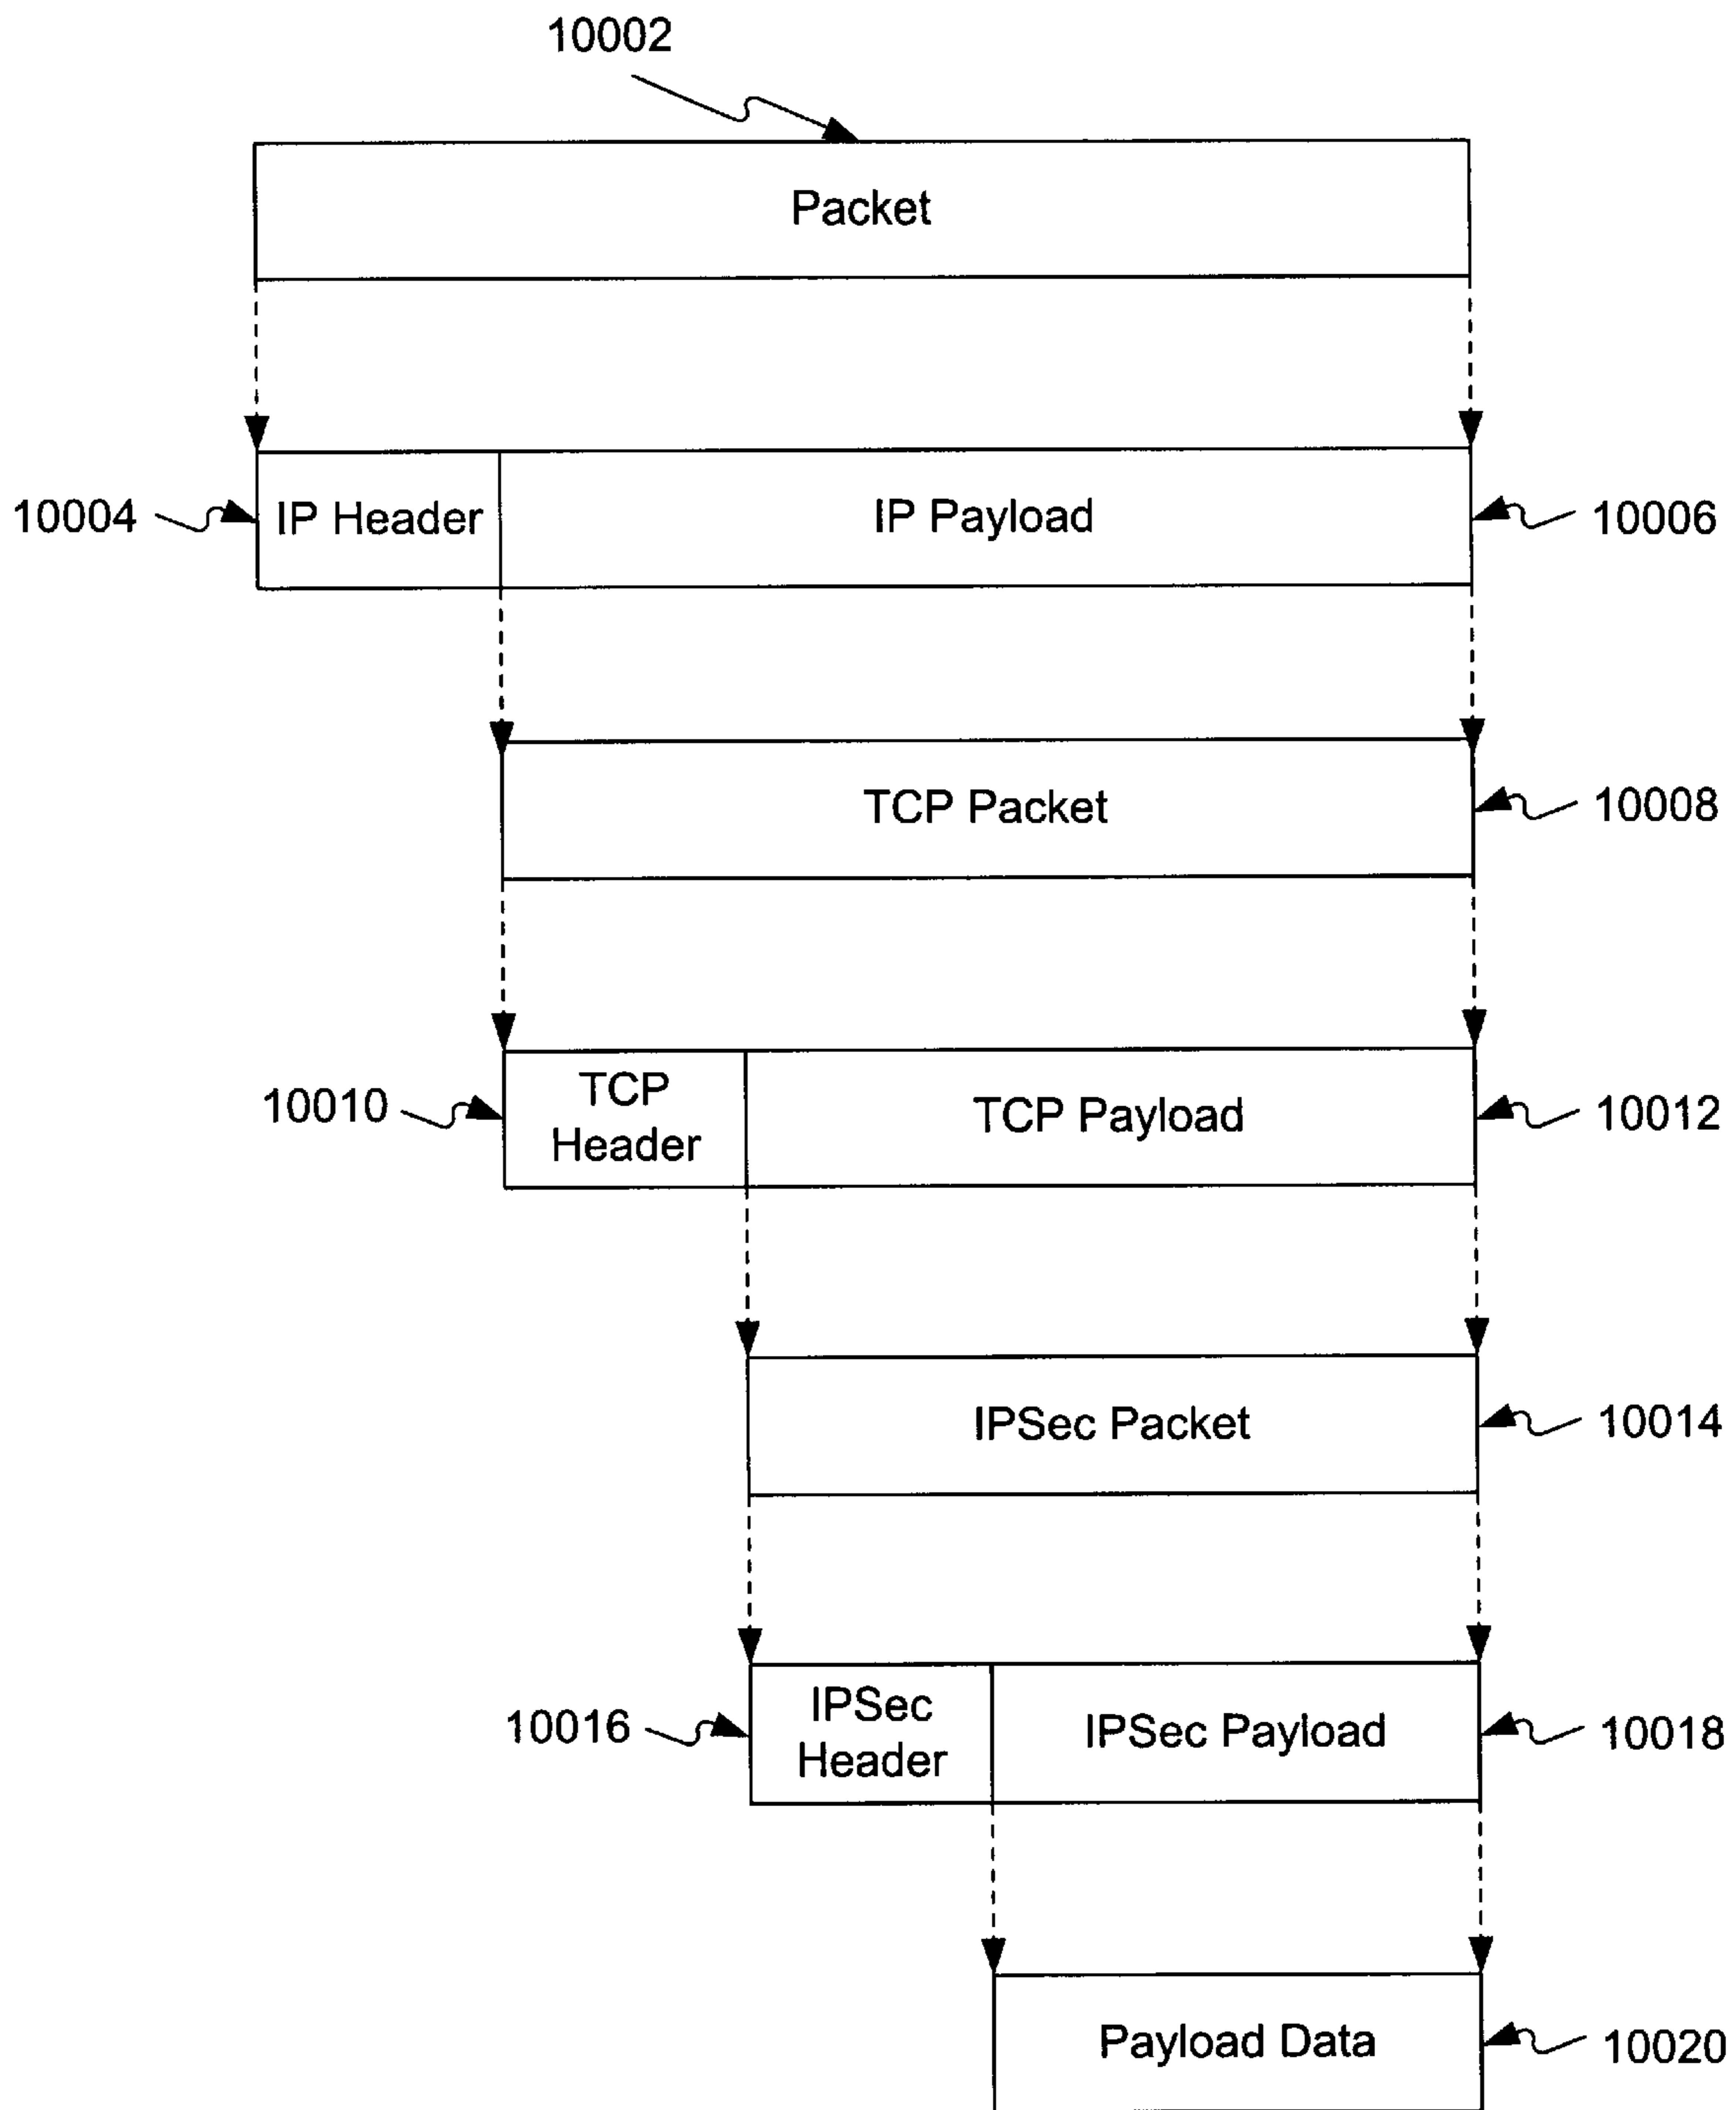 10002
Packet
10004
IP Header
IP Payload
10006
TCP Packet
10008
10010
TCP
Header
TCP Payload
10012
IPSec Packet
10014
10016
IPSec
Header
IPSec Payload
10018
Payload Data
10020